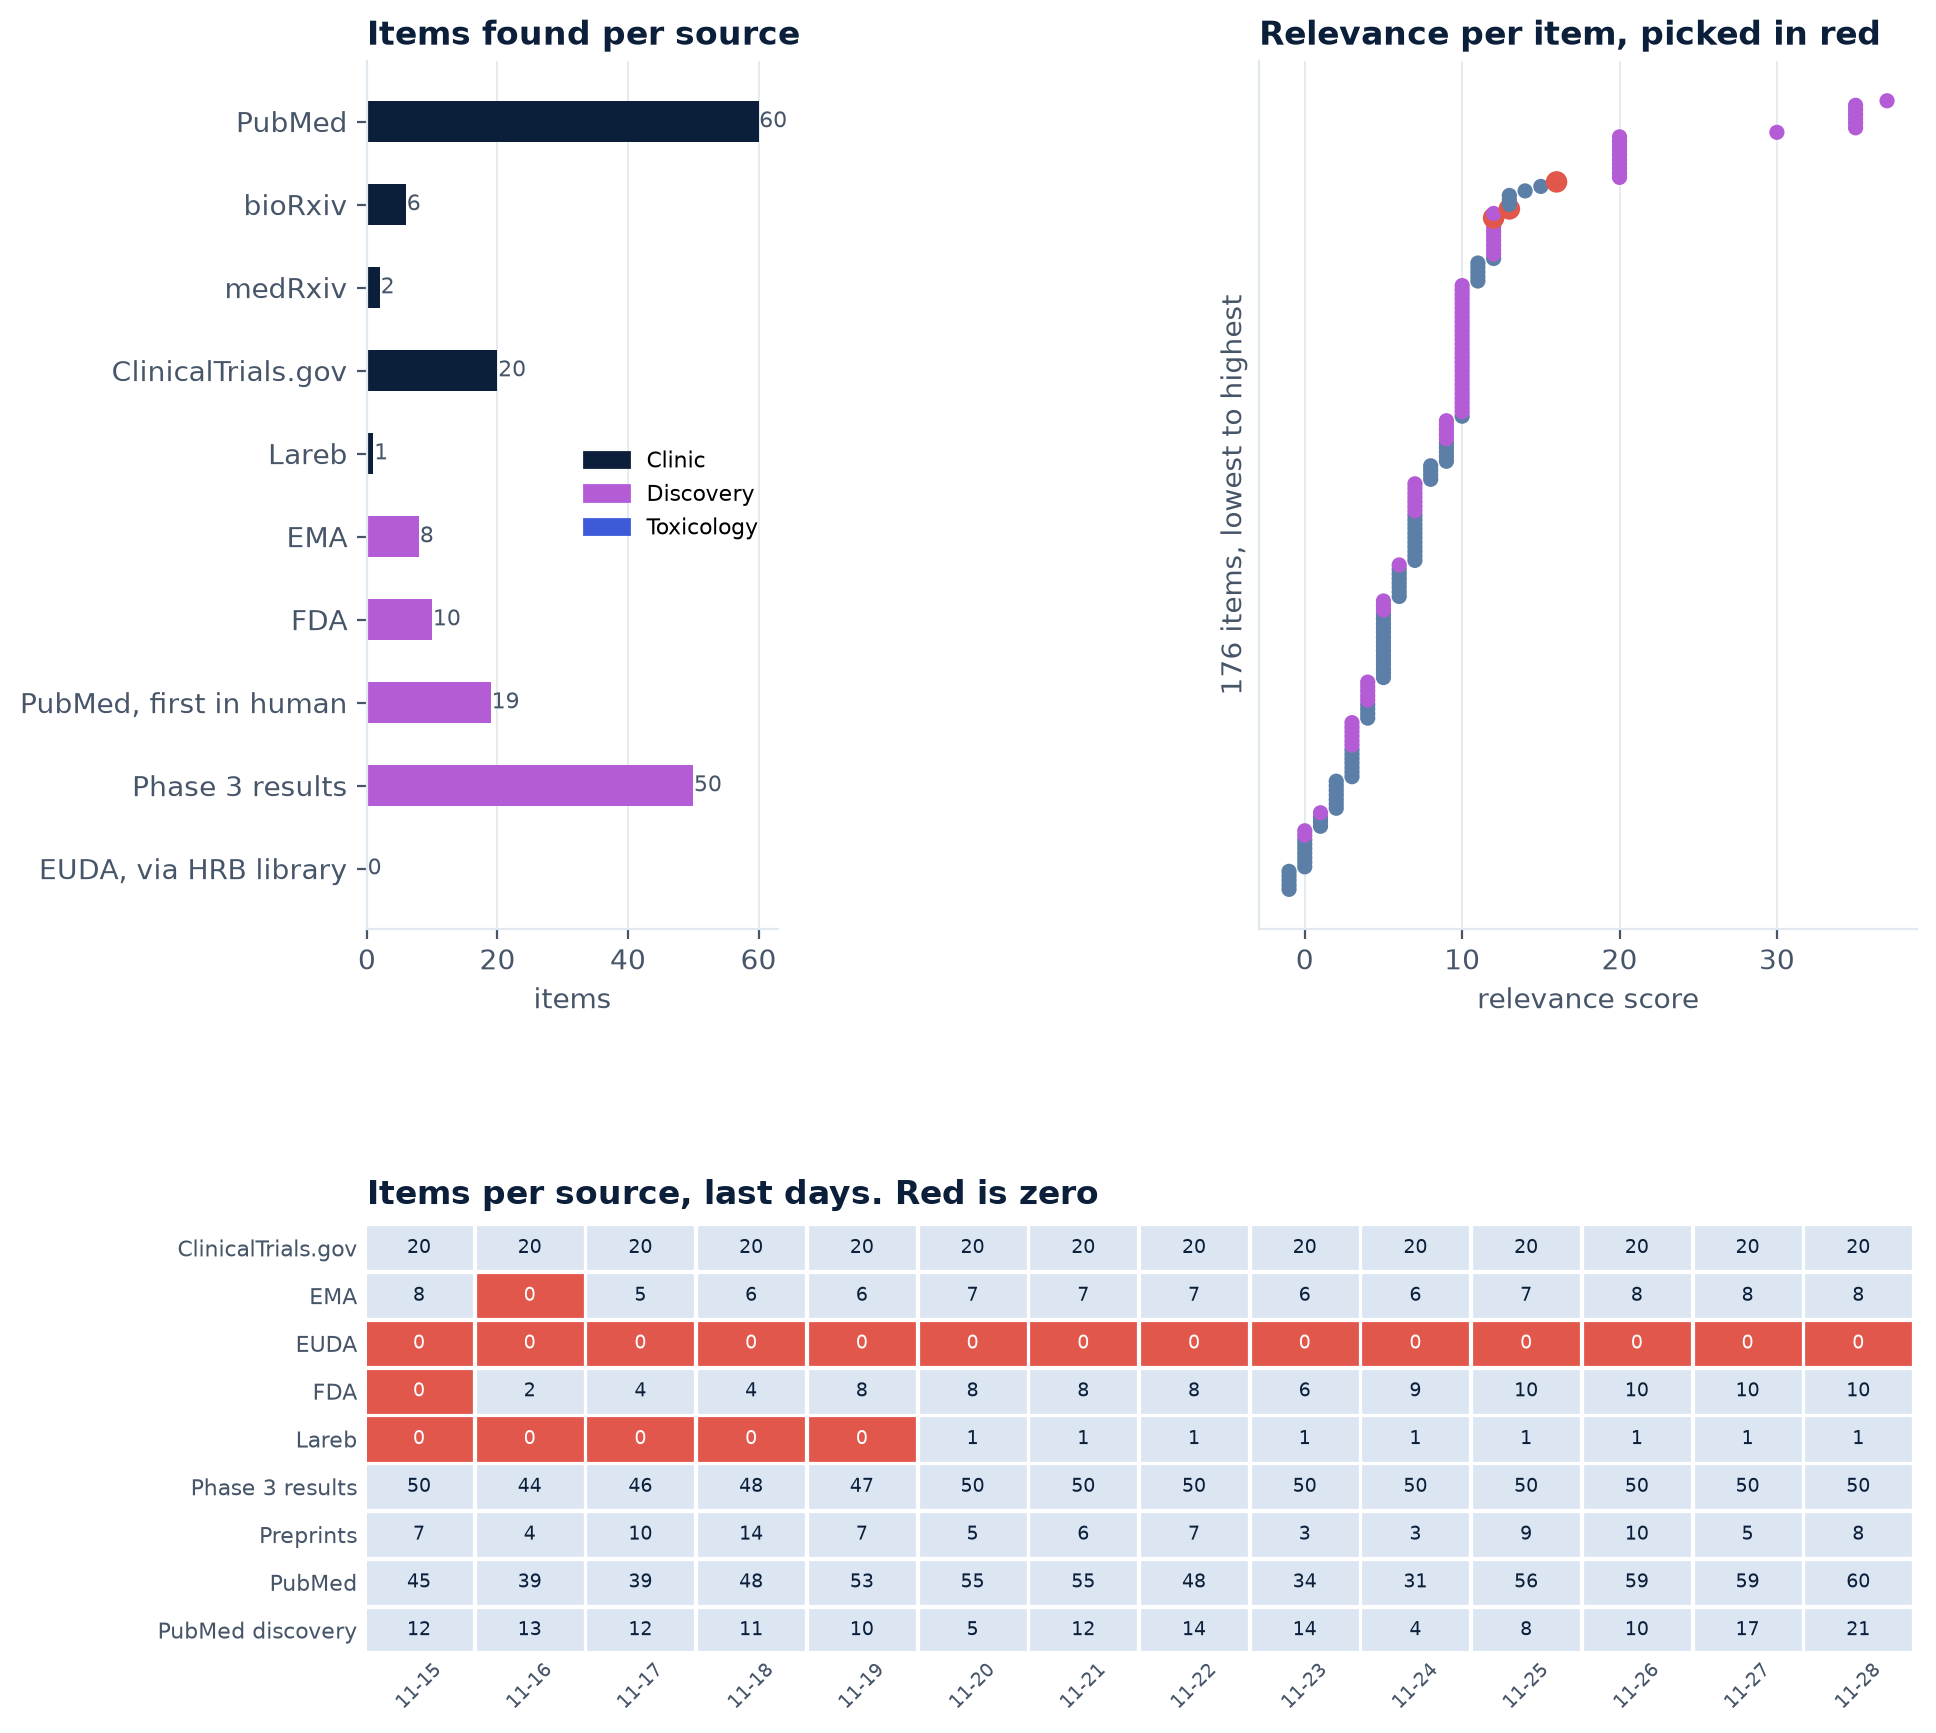 Items found per source
PubMed 60
bioRxiv 6
medRxiv 2
ClinicalTrials.gov 20
Lareb 1
EMA 8
FDA 10
PubMed, first in human 19
Phase 3 results 50
EUDA, via HRB library 0
Clinic
Discovery
Toxicology
0 20 40 60
items
Relevance per item, picked in red
176 items, lowest to highest
0 10 20 30
relevance score
Items per source, last days. Red is zero
ClinicalTrials.gov 20 20 20 20 20 20 20 20 20 20 20 20 20 20
EMA 8 0 5 6 6 7 7 7 6 6 7 8 8 8
EUDA 0 0 0 0 0 0 0 0 0 0 0 0 0 0
FDA 0 2 4 4 8 8 8 8 6 9 10 10 10 10
Lareb 0 0 0 0 0 1 1 1 1 1 1 1 1 1
Phase 3 results 50 44 46 48 47 50 50 50 50 50 50 50 50 50
Preprints 7 4 10 14 7 5 6 7 3 3 9 10 5 8
PubMed 45 39 39 48 53 55 55 48 34 31 56 59 59 60
PubMed discovery 12 13 12 11 10 5 12 14 14 4 8 10 17 21
11-15 11-16 11-17 11-18 11-19 11-20 11-21 11-22 11-23 11-24 11-25 11-26 11-27 11-28